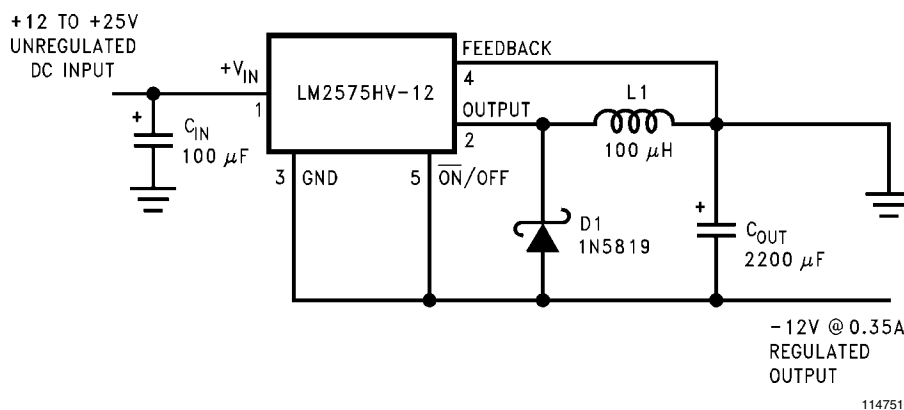 +12 TO +25V
UNREGULATED
DC INPUT
+VIN
1
CIN
100 μF
LM2575HV-12
FEEDBACK
4
OUTPUT
2
3 GND
5 ON/OFF
L1
100 μH
D1
1N5819
COUT
2200 μF
-12V @ 0.35A
REGULATED
OUTPUT
114751